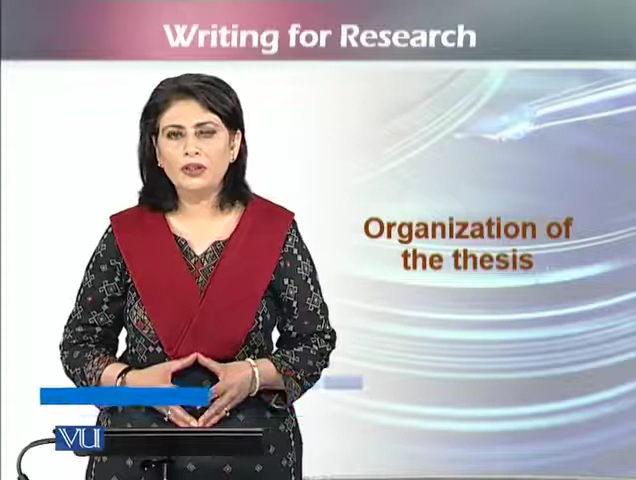 Writing for Research
Organization of
the thesis
VU